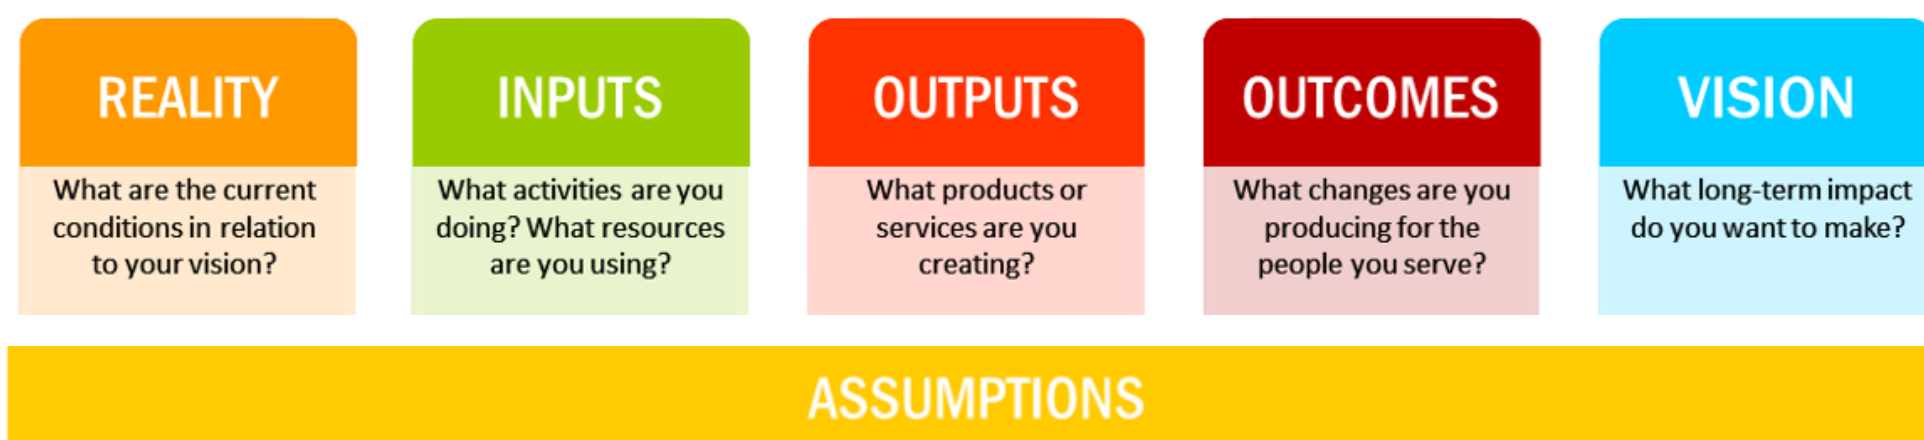 REALITY
What are the current
conditions in relation
to your vision?
INPUTS
What activities are you
doing? What resources
are you using?
OUTPUTS
What products or
services are you
creating?
OUTCOMES
What changes are you
producing for the
people you serve?
VISION
What long-term impact
do you want to make?
ASSUMPTIONS